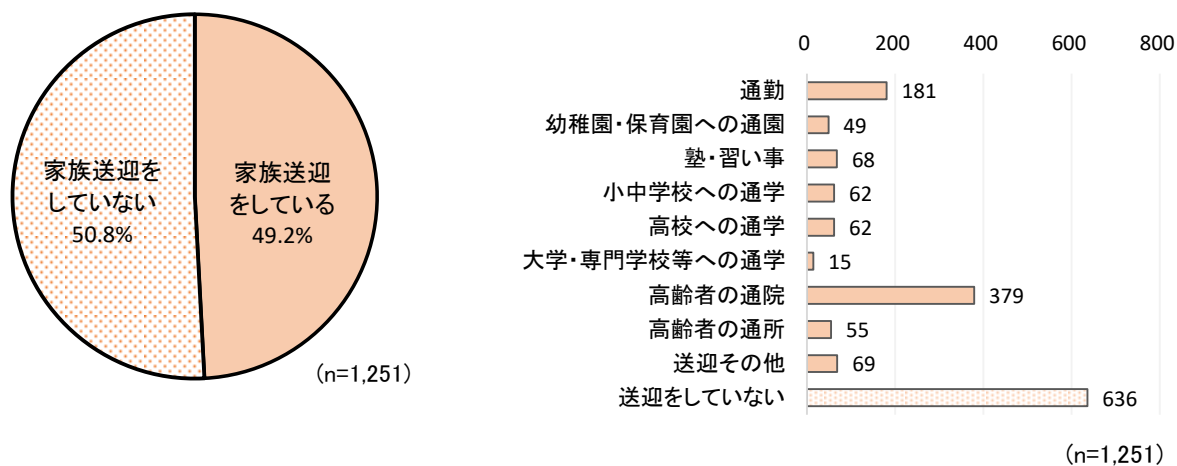 家族送迎を
していない
50.8%
家族送迎
をしている
49.2%
(n=1,251)
0 200 400 600 800
通勤 181
幼稚園・保育園への通園 49
塾・習い事 68
小中学校への通学 62
高校への通学 62
大学・専門学校等への通学 15
高齢者の通院 379
高齢者の通所 55
送迎その他 69
送迎をしていない 636
(n=1,251)